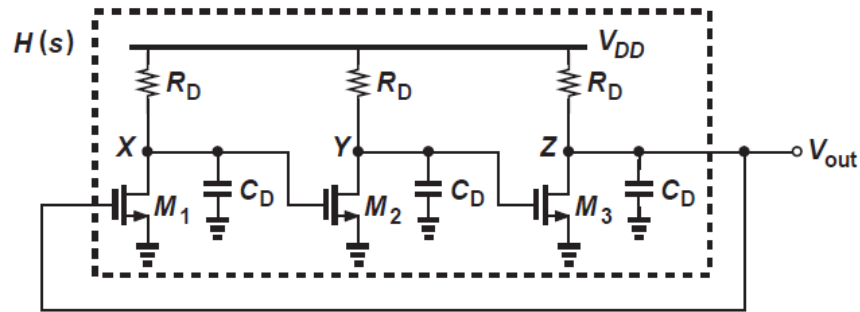 H(s)
V_DD
R_D R_D R_D
X Y Z V_out
C_D C_D C_D
M_1 M_2 M_3